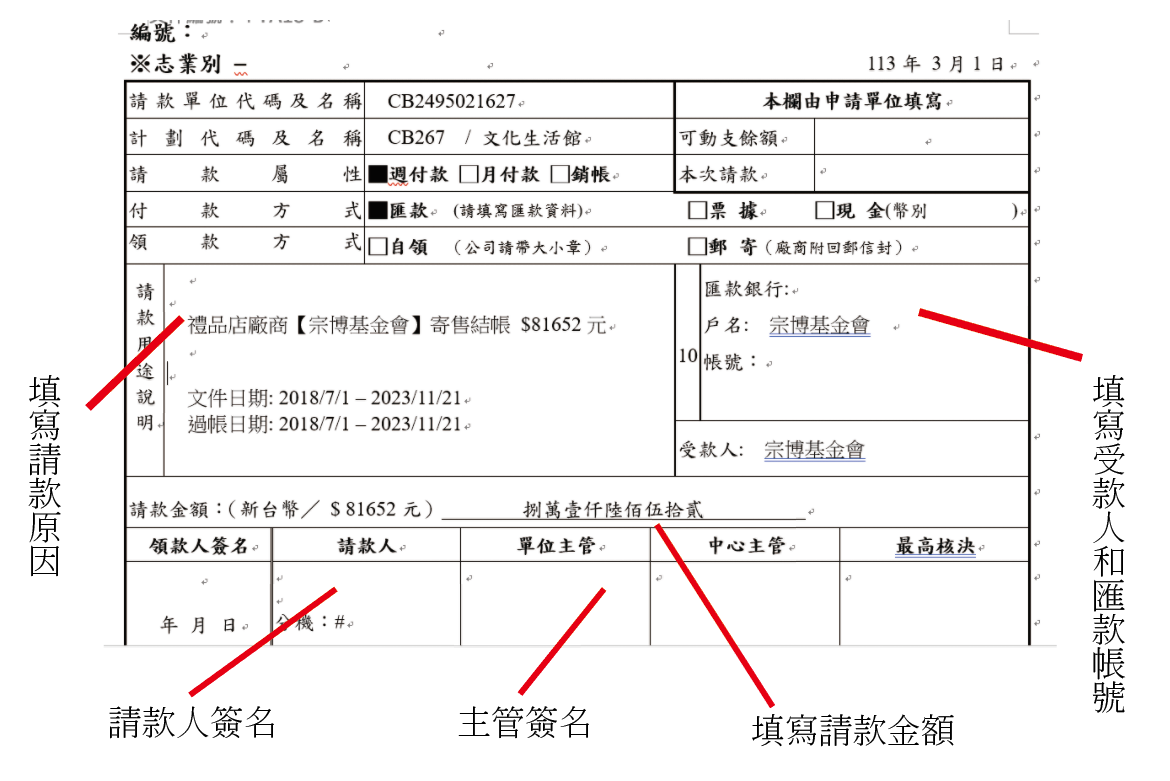 編號：
※志業別 –
113 年 3 月 1 日
請款單位代碼及名稱 CB2495021627 本欄由申請單位填寫
計劃代碼及名稱 CB267 / 文化生活館 可動支餘額
請款屬性 ■週付款 □月付款 □銷帳 本次請款
付款方式 ■匯款 (請填寫匯款資料) □票 據 □現 金(幣別 )
領款方式 □自領 （公司請帶大小章） □郵 寄（廠商附回郵信封）
請款用途說明
禮品店廠商【宗博基金會】寄售結帳 $81652 元
文件日期: 2018/7/1 – 2023/11/21
過帳日期: 2018/7/1 – 2023/11/21
10
匯款銀行:
戶名: 宗博基金會
帳號：
受款人: 宗博基金會
請款金額：(新台幣／ $ 81652 元) 捌萬壹仟陸佰伍拾貳
領款人簽名 請款人 單位主管 中心主管 最高核決
年 月 日 分機：#
填寫請款原因
填寫受款人和匯款帳號
請款人簽名
主管簽名
填寫請款金額